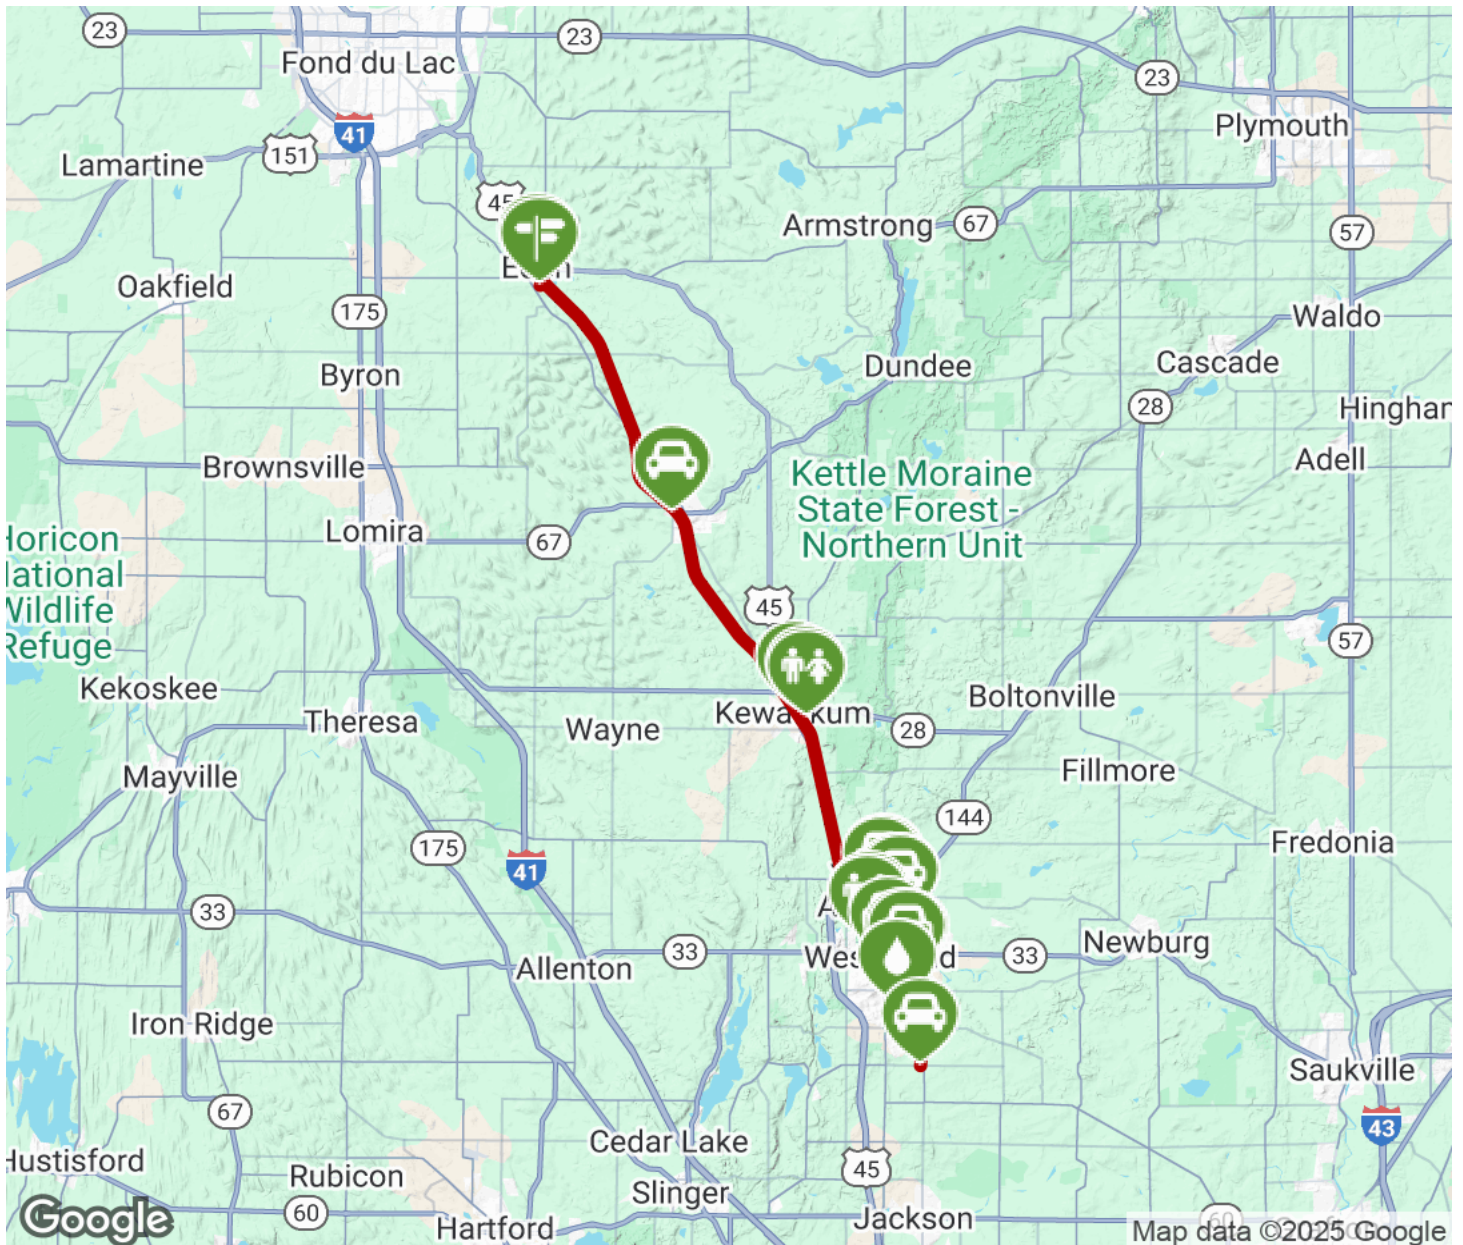 23
23
Fond du Lac
23
41
Plymouth
151
Lamartine
45
Armstrong
67
57
Oakfield
175
Waldo
Cascade
Dundee
Byron
28
Brownsville
Adell
Kettle Moraine
State Forest -
Northern Unit
Lomira
67
45
57
Kekoskee
Boltonville
Theresa
Wayne
28
Mayville
Fillmore
144
175
Fredonia
41
33
33
33
Newburg
Allenton
Iron Ridge
Saukville
67
43
Cedar Lake
45
Rubicon
Slinger
60
Jackson
Hartford
Google
Map data ©2025 Google